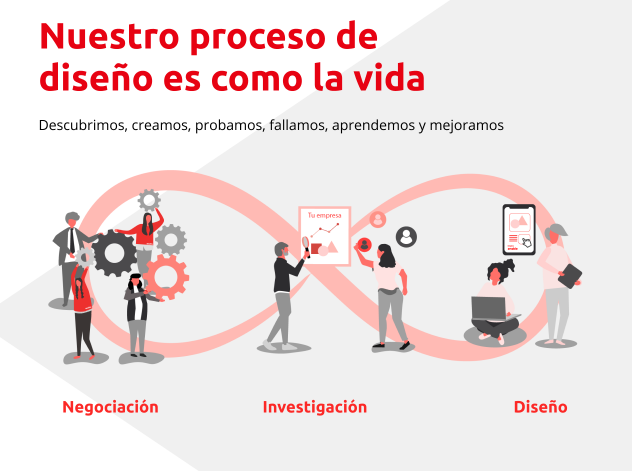 Nuestro proceso de
diseño es como la vida
Descubrimos, creamos, probamos, fallamos, aprendemos y mejoramos
Tu empresa
Negociación
Investigación
Diseño